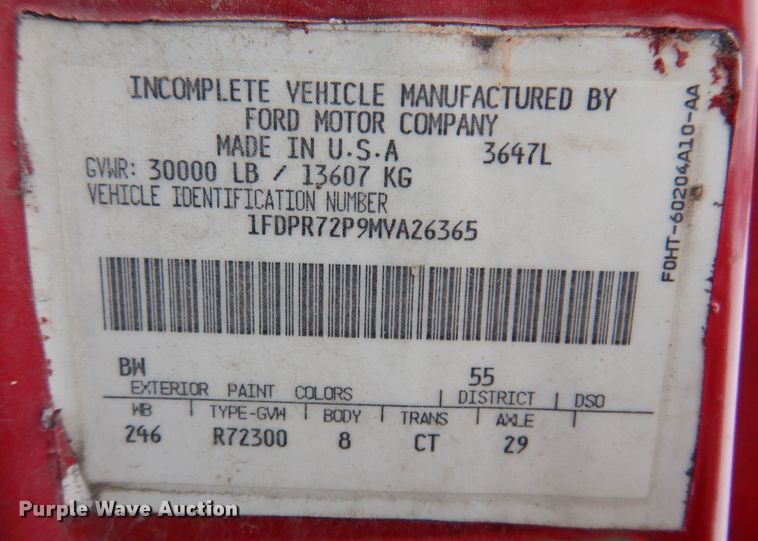 INCOMPLETE VEHICLE MANUFACTURED BY
FORD MOTOR COMPANY
MADE IN U.S.A 3647L
GVWR: 30000 LB / 13607 KG
VEHICLE IDENTIFICATION NUMBER
1FDPR72P9MVA26365
BW 55
EXTERIOR PAINT COLORS DISTRICT DSO
WB TYPE-GVW BODY TRANS AXLE
246 R72300 8 CT 29
F0HT-60204A10-AA
Purple Wave Auction